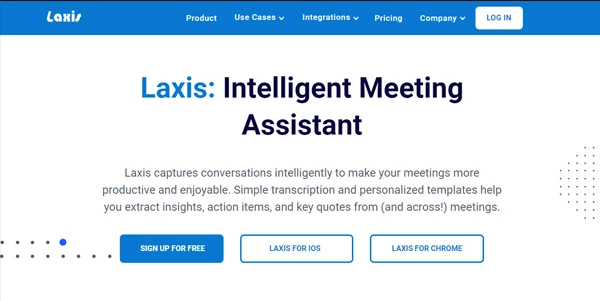 Laxis Product Use Cases Integrations Pricing Company LOG IN
Laxis: Intelligent Meeting
Assistant
Laxis captures conversations intelligently to make your meetings more
productive and enjoyable. Simple transcription and personalized templates help
you extract insights, action items, and key quotes from (and across!) meetings.
SIGN UP FOR FREE LAXIS FOR IOS LAXIS FOR CHROME